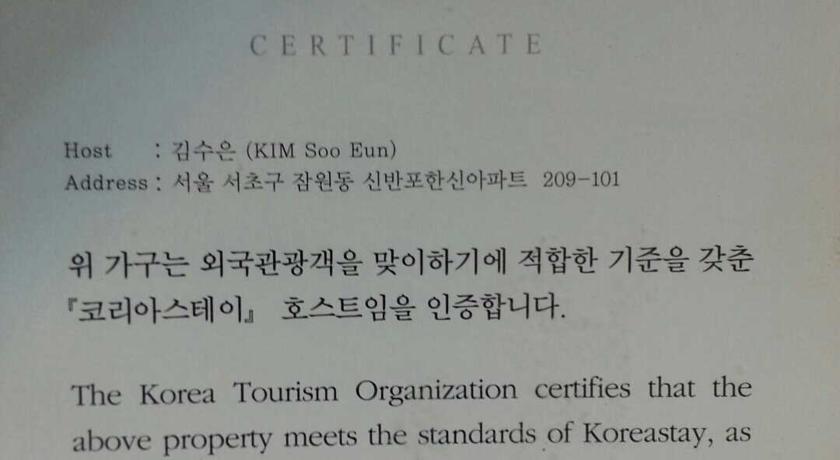 CERTIFICATE
Host : 김수은 (KIM Soo Eun)
Address : 서울 서초구 잠원동 신반포한신아파트 209-101
위 가구는 외국관광객을 맞이하기에 적합한 기준을 갖춘
『코리아스테이』 호스트임을 인증합니다.
The Korea Tourism Organization certifies that the
above property meets the standards of Koreastay, as